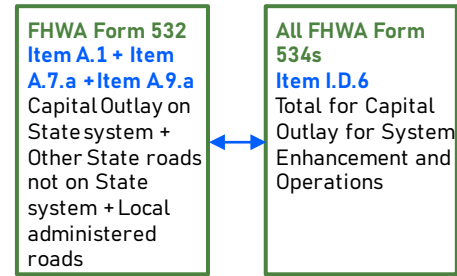 FHWA Form 532
Item A.1 + Item
A.7.a +Item A.9.a
Capital Outlay on
State system +
Other State roads
not on State
system + Local
administered
roads
All FHWA Form
534s
Item I.D.6
Total for Capital
Outlay for System
Enhancement and
Operations